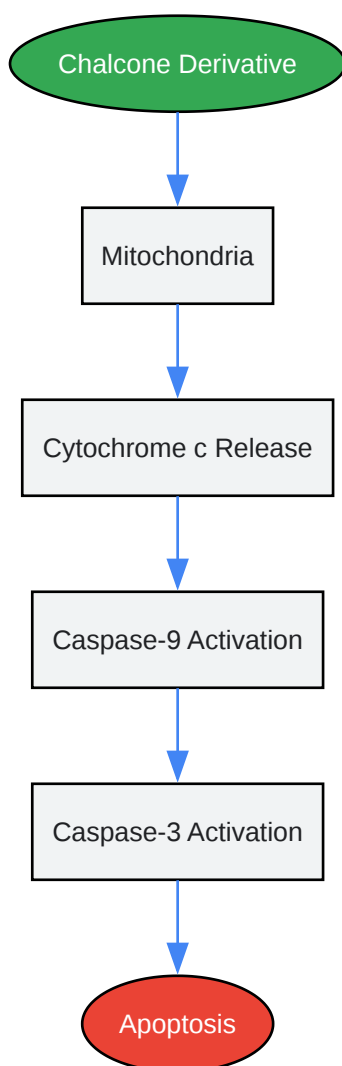 Chalcone Derivative
Mitochondria
Cytochrome c Release
Caspase-9 Activation
Caspase-3 Activation
Apoptosis